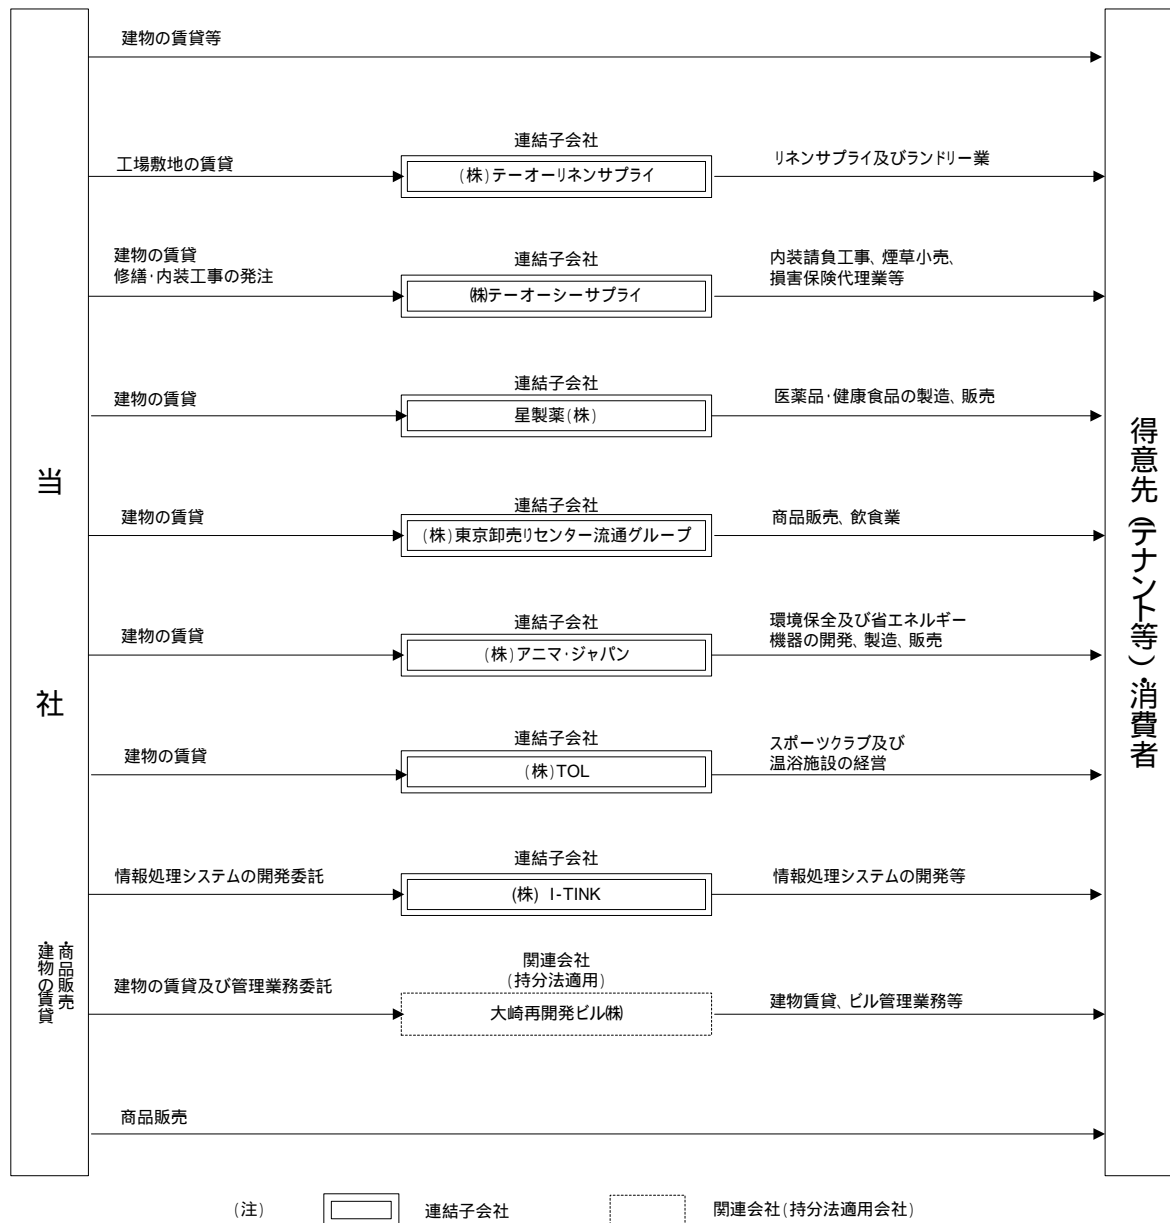 建物の賃貸等
連結子会社
工場敷地の賃貸
(株)テーオーリネンサプライ
リネンサプライ及びランドリー業
建物の賃貸
修繕・内装工事の発注
連結子会社
㈱テーオーシーサプライ
内装請負工事、煙草小売、
損害保険代理業等
建物の賃貸
連結子会社
星製薬(株)
医薬品・健康食品の製造、販売
建物の賃貸
連結子会社
(株)東京卸売りセンター流通グループ
商品販売、飲食業
建物の賃貸
連結子会社
(株)アニマ・ジャパン
環境保全及び省エネルギー
機器の開発、製造、販売
建物の賃貸
連結子会社
(株)TOL
スポーツクラブ及び
温浴施設の経営
情報処理システムの開発委託
連結子会社
(株) I-TINK
情報処理システムの開発等
建物の賃貸及び管理業務委託
関連会社
(持分法適用)
大崎再開発ビル㈱
建物賃貸、ビル管理業務等
商品販売
当社
・商品販売
・建物の賃貸
得意先(テナント等)・消費者
(注)
連結子会社
関連会社(持分法適用会社)